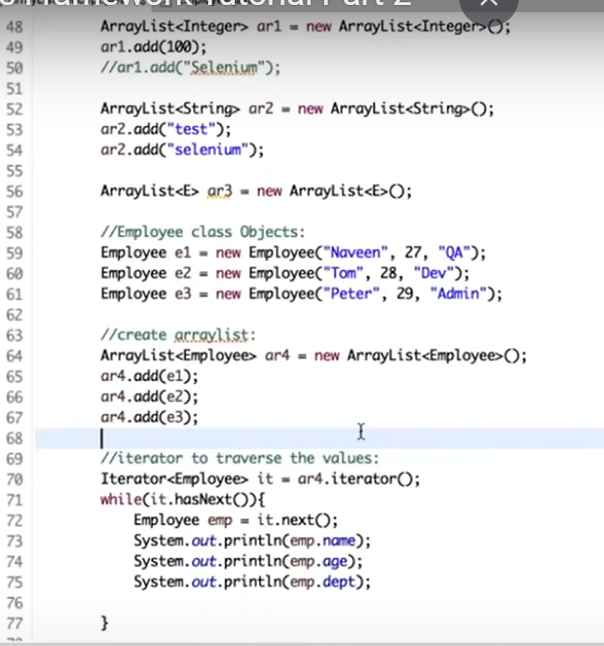 Framework Tutorial Part 2
48 ArrayList<Integer> ar1 = new ArrayList<Integer>();
49 ar1.add(100);
50 //ar1.add("Selenium");
51
52 ArrayList<String> ar2 = new ArrayList<String>();
53 ar2.add("test");
54 ar2.add("selenium");
55
56 ArrayList<E> ar3 = new ArrayList<E>();
57
58 //Employee class Objects:
59 Employee e1 = new Employee("Naveen", 27, "QA");
60 Employee e2 = new Employee("Tom", 28, "Dev");
61 Employee e3 = new Employee("Peter", 29, "Admin");
62
63 //create arraylist:
64 ArrayList<Employee> ar4 = new ArrayList<Employee>();
65 ar4.add(e1);
66 ar4.add(e2);
67 ar4.add(e3);
68
69 //iterator to traverse the values:
70 Iterator<Employee> it = ar4.iterator();
71 while(it.hasNext()){
72 Employee emp = it.next();
73 System.out.println(emp.name);
74 System.out.println(emp.age);
75 System.out.println(emp.dept);
76
77 }